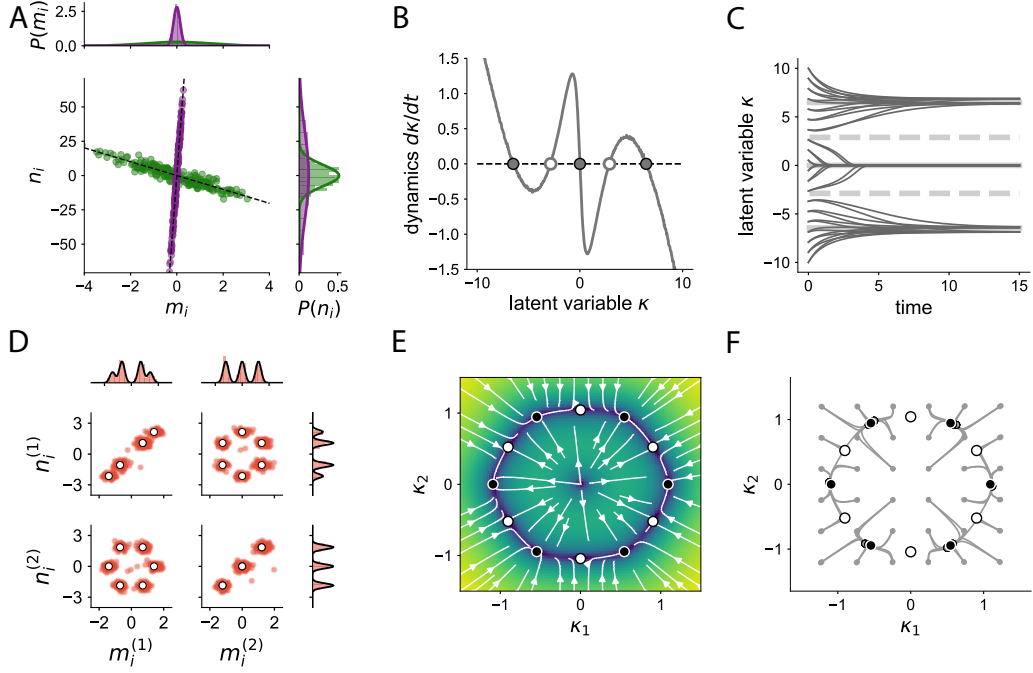 A
P(m_i)
2.5
0.0
n_i
50
25
0
−25
−50
−4 −2 0 2 4
m_i
0.0 0.5
P(n_i)
B
dynamics dκ/dt
1.5
1.0
0.5
0.0
−0.5
−1.0
−1.5
−10 0 10
latent variable κ
C
latent variable κ
10
5
0
−5
−10
0 5 10 15
time
D
n_i^(1)
3
0
−3
n_i^(2)
3
0
−3
−2 0 2
m_i^(1)
−2 0 2
m_i^(2)
E
κ_2
1
0
−1
−1 0 1
κ_1
F
κ_2
1
0
−1
−1 0 1
κ_1